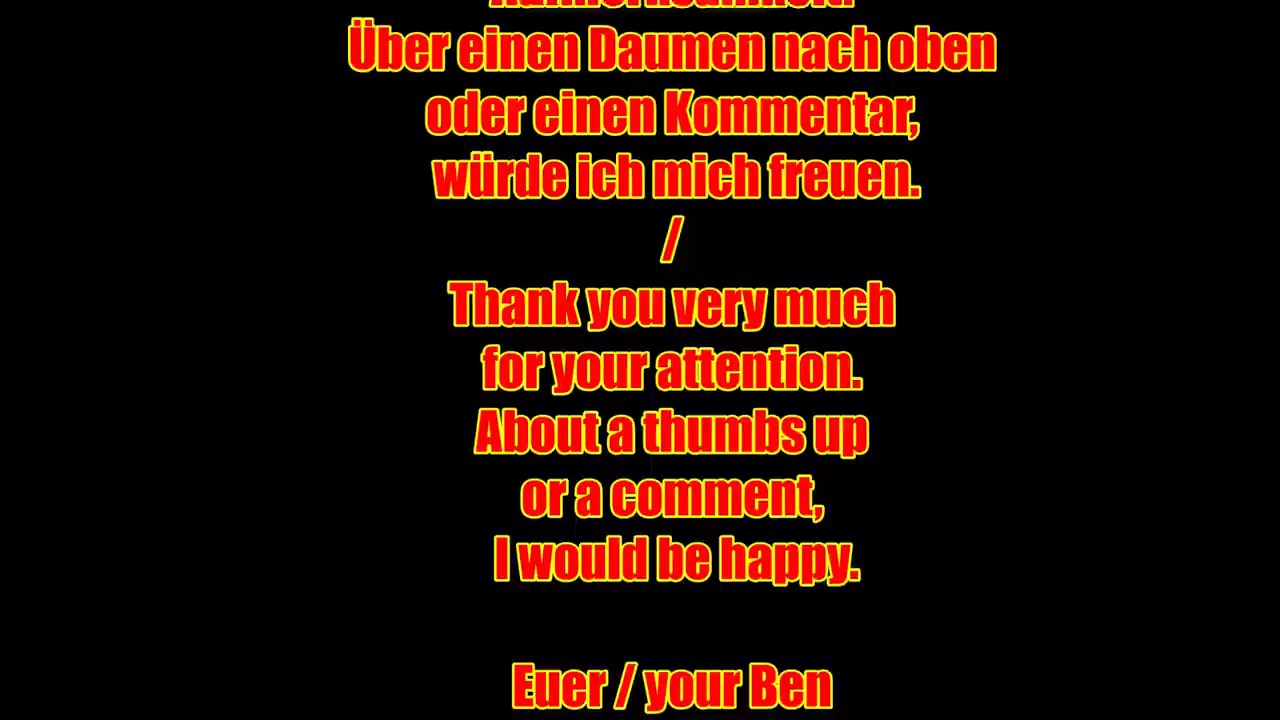 Über einen Daumen nach oben
oder einen Kommentar,
würde ich mich freuen.
/
Thank you very much
for your attention.
About a thumbs up
or a comment,
I would be happy.
Euer / your Ben